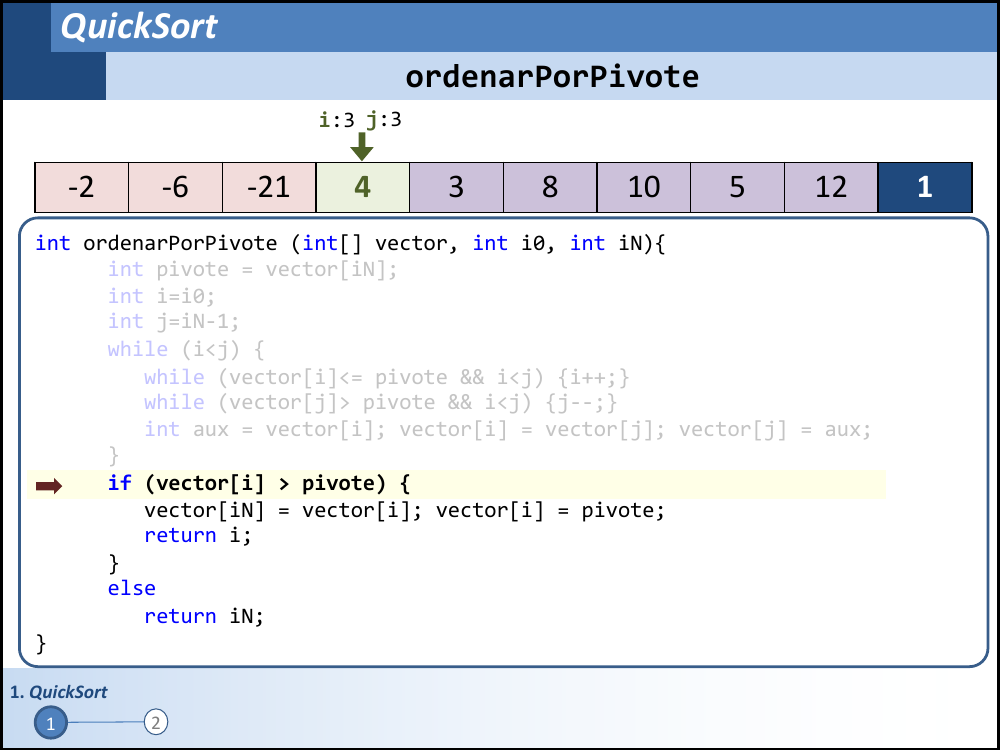 QuickSort
ordenarPorPivote
i:3 j:3
-2 -6 -21 4 3 8 10 5 12 1
int ordenarPorPivote (int[] vector, int i0, int iN){
int pivote = vector[iN];
int i=i0;
int j=iN-1;
while (i<j) {
while (vector[i]<= pivote && i<j) {i++;}
while (vector[j]> pivote && i<j) {j--;}
int aux = vector[i]; vector[i] = vector[j]; vector[j] = aux;
}
if (vector[i] > pivote) {
vector[iN] = vector[i]; vector[i] = pivote;
return i;
}
else
return iN;
}
1. QuickSort
1 2